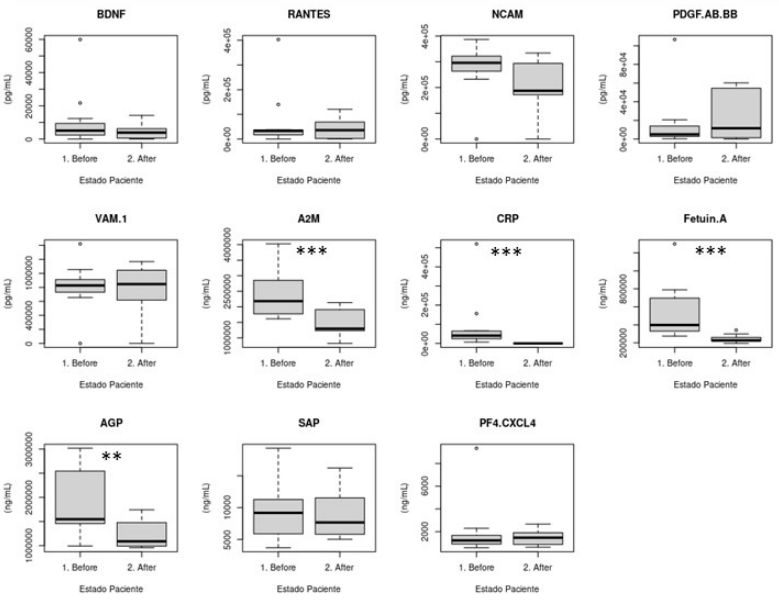 BDNF
(pg/mL)
0 20000 60000
1. Before 2. After
Estado Paciente
RANTES
(pg/mL)
0e+00 2e+05 4e+05
1. Before 2. After
Estado Paciente
NCAM
(pg/mL)
0e+00 2e+05 4e+05
1. Before 2. After
Estado Paciente
PDGF.AB.BB
(pg/mL)
0e+00 4e+04 8e+04
1. Before 2. After
Estado Paciente
VAM.1
(pg/mL)
0 400000 1000000
1. Before 2. After
Estado Paciente
A2M
***
(ng/mL)
1000000 2500000 4000000
1. Before 2. After
Estado Paciente
CRP
***
(ng/mL)
0e+00 2e+05 4e+05
1. Before 2. After
Estado Paciente
Fetuin.A
***
(ng/mL)
200000 800000
1. Before 2. After
Estado Paciente
AGP
**
(ng/mL)
1000000 2000000 3000000
1. Before 2. After
Estado Paciente
SAP
(ng/mL)
5000 10000
1. Before 2. After
Estado Paciente
PF4.CXCL4
(ng/mL)
2000 6000
1. Before 2. After
Estado Paciente